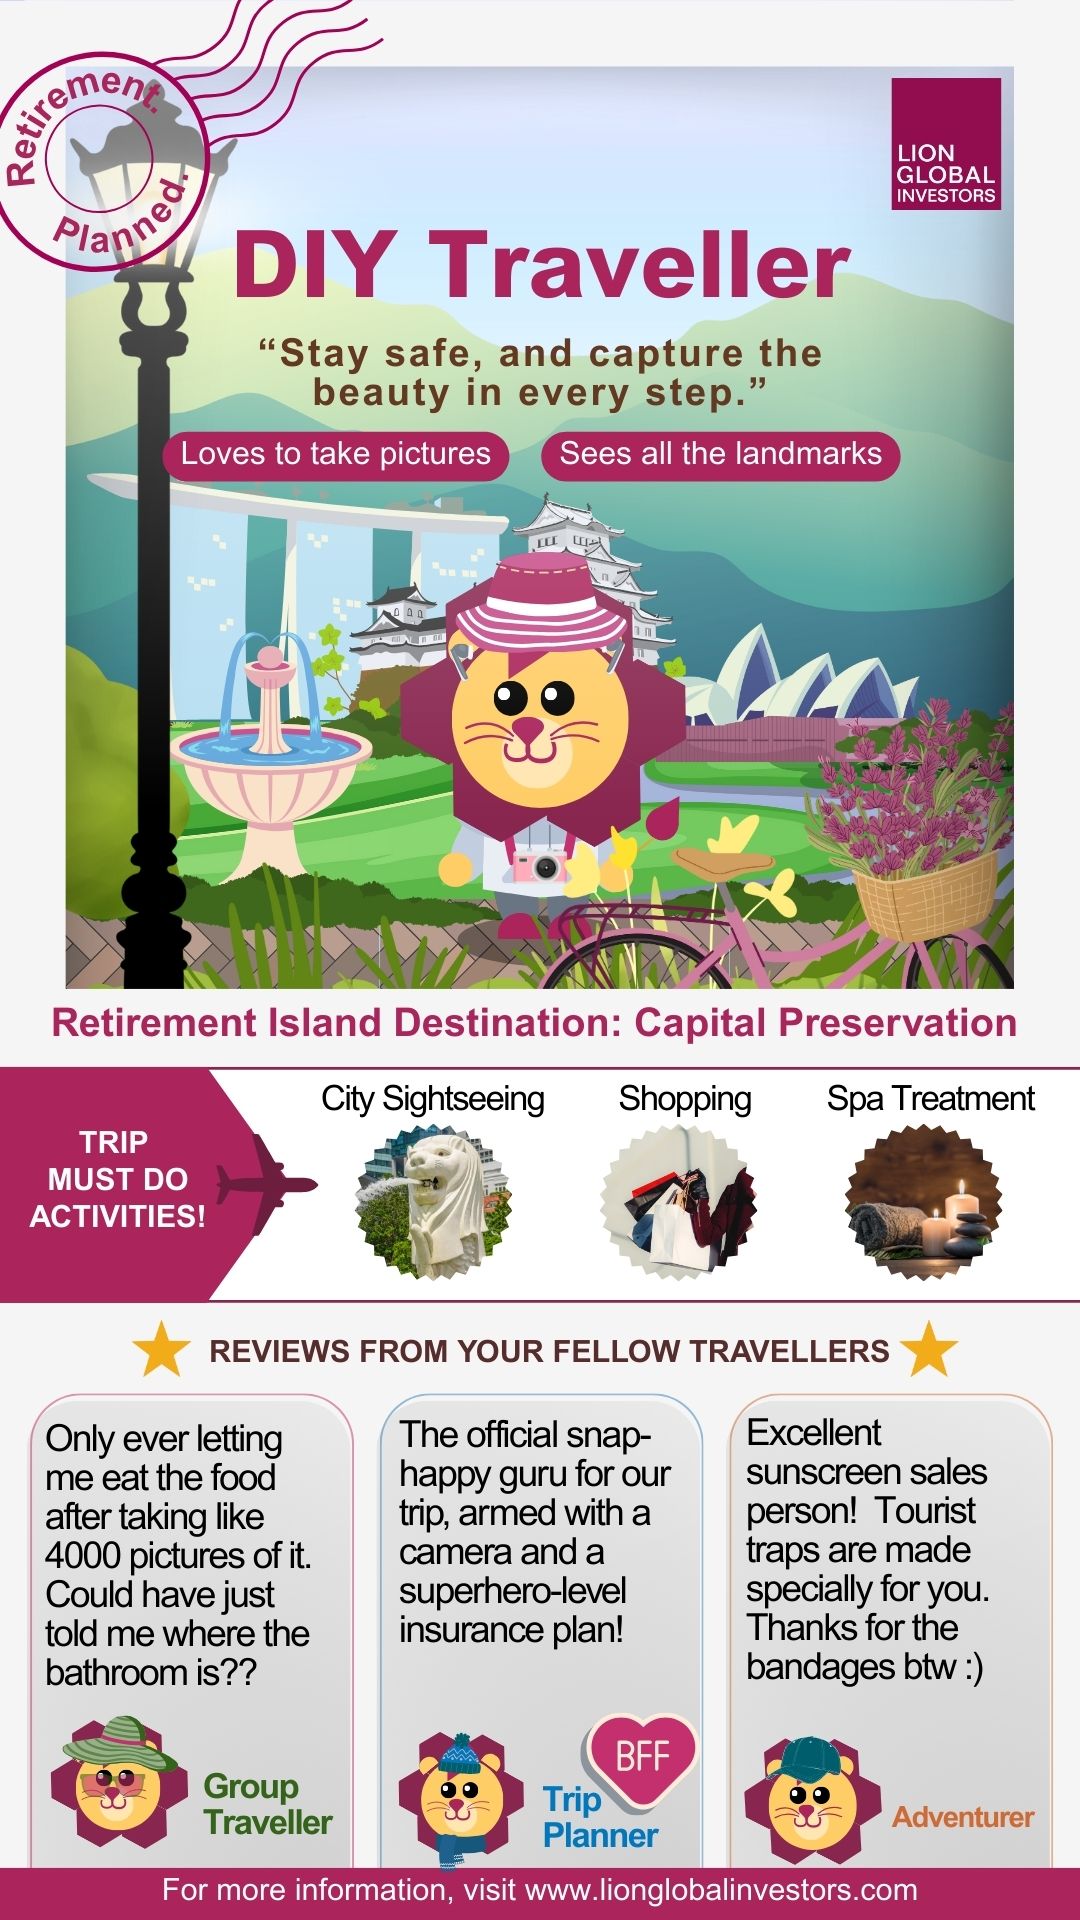 Retirement.
Planned.
LION
GLOBAL
INVESTORS
DIY Traveller
“Stay safe, and capture the
beauty in every step.”
Loves to take pictures
Sees all the landmarks
Retirement Island Destination: Capital Preservation
TRIP
MUST DO
ACTIVITIES!
City Sightseeing
Shopping
Spa Treatment
REVIEWS FROM YOUR FELLOW TRAVELLERS
Only ever letting
me eat the food
after taking like
4000 pictures of it.
Could have just
told me where the
bathroom is??
Group
Traveller
The official snap-
happy guru for our
trip, armed with a
camera and a
superhero-level
insurance plan!
BFF
Trip
Planner
Excellent
sunscreen sales
person!  Tourist
traps are made
specially for you.
Thanks for the
bandages btw :)
Adventurer
For more information, visit www.lionglobalinvestors.com